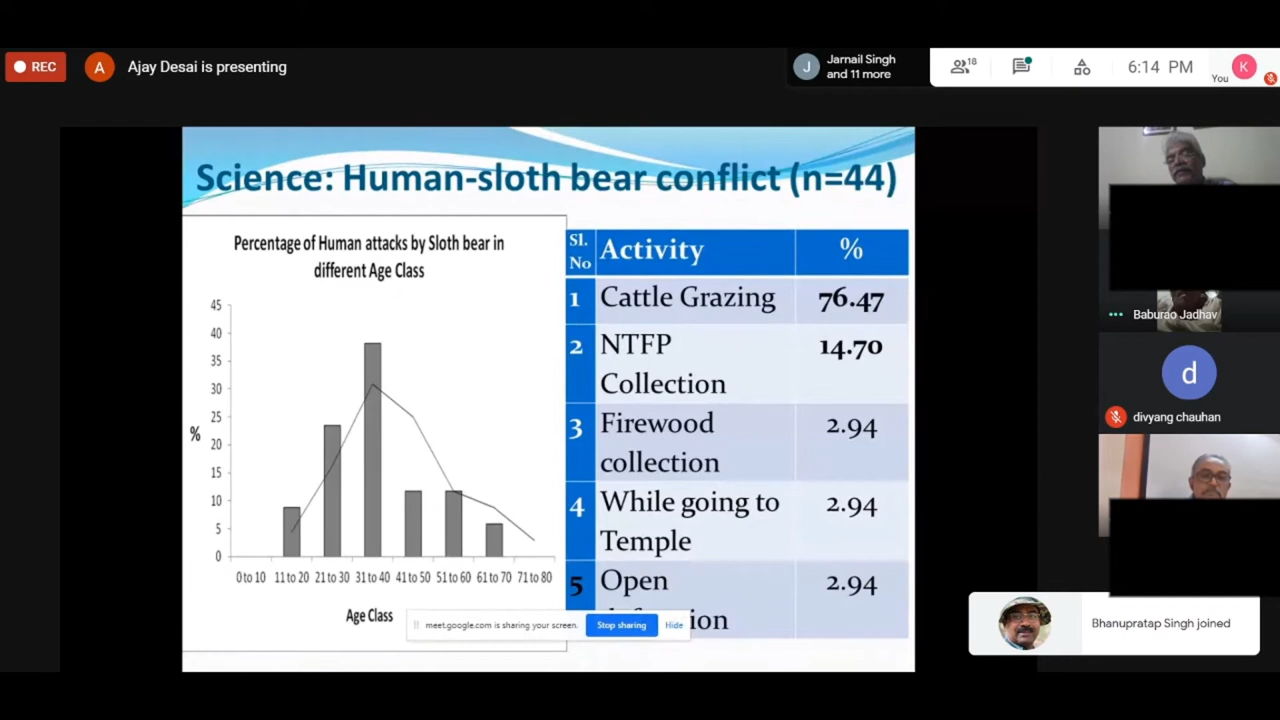 REC
A
Ajay Desai is presenting
J
Jarnail Singh
and 11 more
18
6:14 PM
You
K
Science: Human-sloth bear conflict (n=44)
Percentage of Human attacks by Sloth bear in
different Age Class
45
40
35
30
25
20
15
10
5
0
%
0 to 10 11 to 20 21 to 30 31 to 40 41 to 50 51 to 60 61 to 70 71 to 80
Age Class
Sl.
No
Activity
%
1 Cattle Grazing 76.47
2 NTFP
Collection
14.70
3 Firewood
collection
2.94
4 While going to
Temple
2.94
5 Open
2.94
meet.google.com is sharing your screen.
Stop sharing
Hide
Baburao Jadhav
d
divyang chauhan
Bhanupratap Singh joined